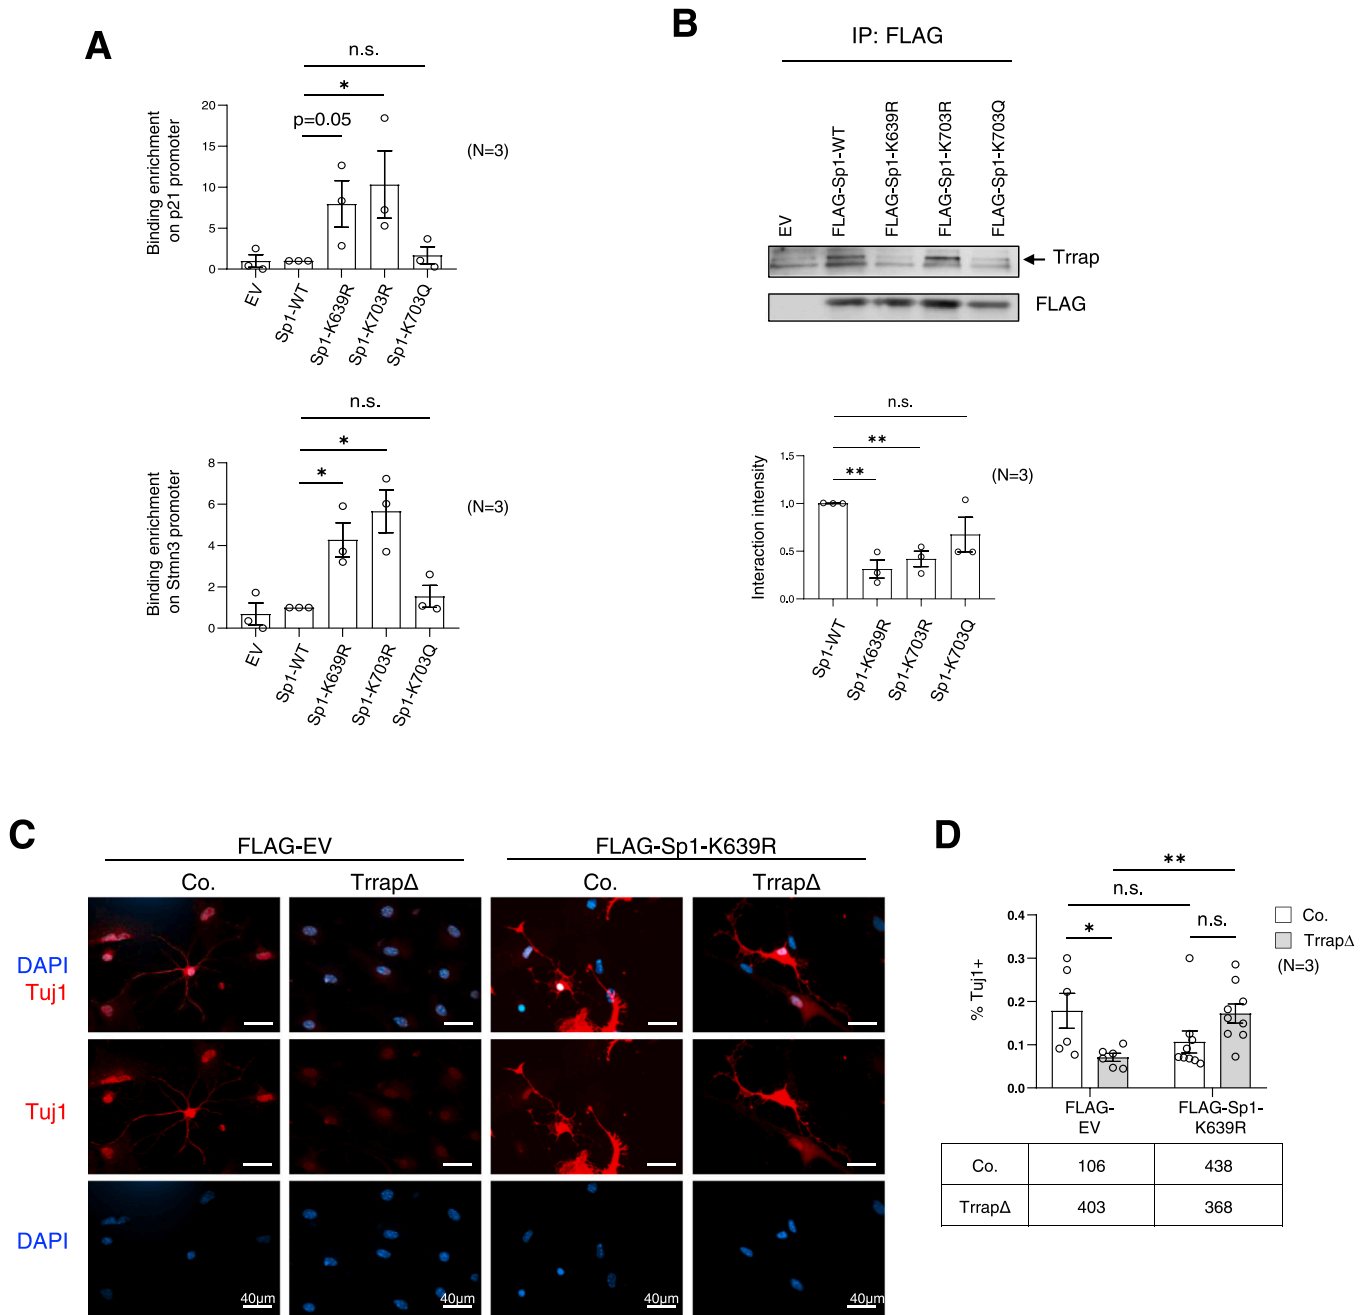 A
n.s.
*
p=0.05
(N=3)
Binding enrichment
on p21 promoter
20
15
10
5
0
EV
Sp1-WT
Sp1-K639R
Sp1-K703R
Sp1-K703Q
n.s.
*
*
(N=3)
Binding enrichment
on Stmn3 promoter
8
6
4
2
0
EV
Sp1-WT
Sp1-K639R
Sp1-K703R
Sp1-K703Q
B
IP: FLAG
EV
FLAG-Sp1-WT
FLAG-Sp1-K639R
FLAG-Sp1-K703R
FLAG-Sp1-K703Q
Trrap
FLAG
n.s.
**
**
(N=3)
Interaction intensity
1.5
1.0
0.5
0.0
Sp1-WT
Sp1-K639R
Sp1-K703R
Sp1-K703Q
C
FLAG-EV
FLAG-Sp1-K639R
Co.
TrrapΔ
Co.
TrrapΔ
DAPI
Tuj1
Tuj1
DAPI
40μm
40μm
40μm
40μm
D
**
n.s.
*
n.s.
Co.
TrrapΔ
(N=3)
% Tuj1+
0.4
0.3
0.2
0.1
0.0
FLAG-
EV
FLAG-Sp1-
K639R
Co. 106 438
TrrapΔ 403 368